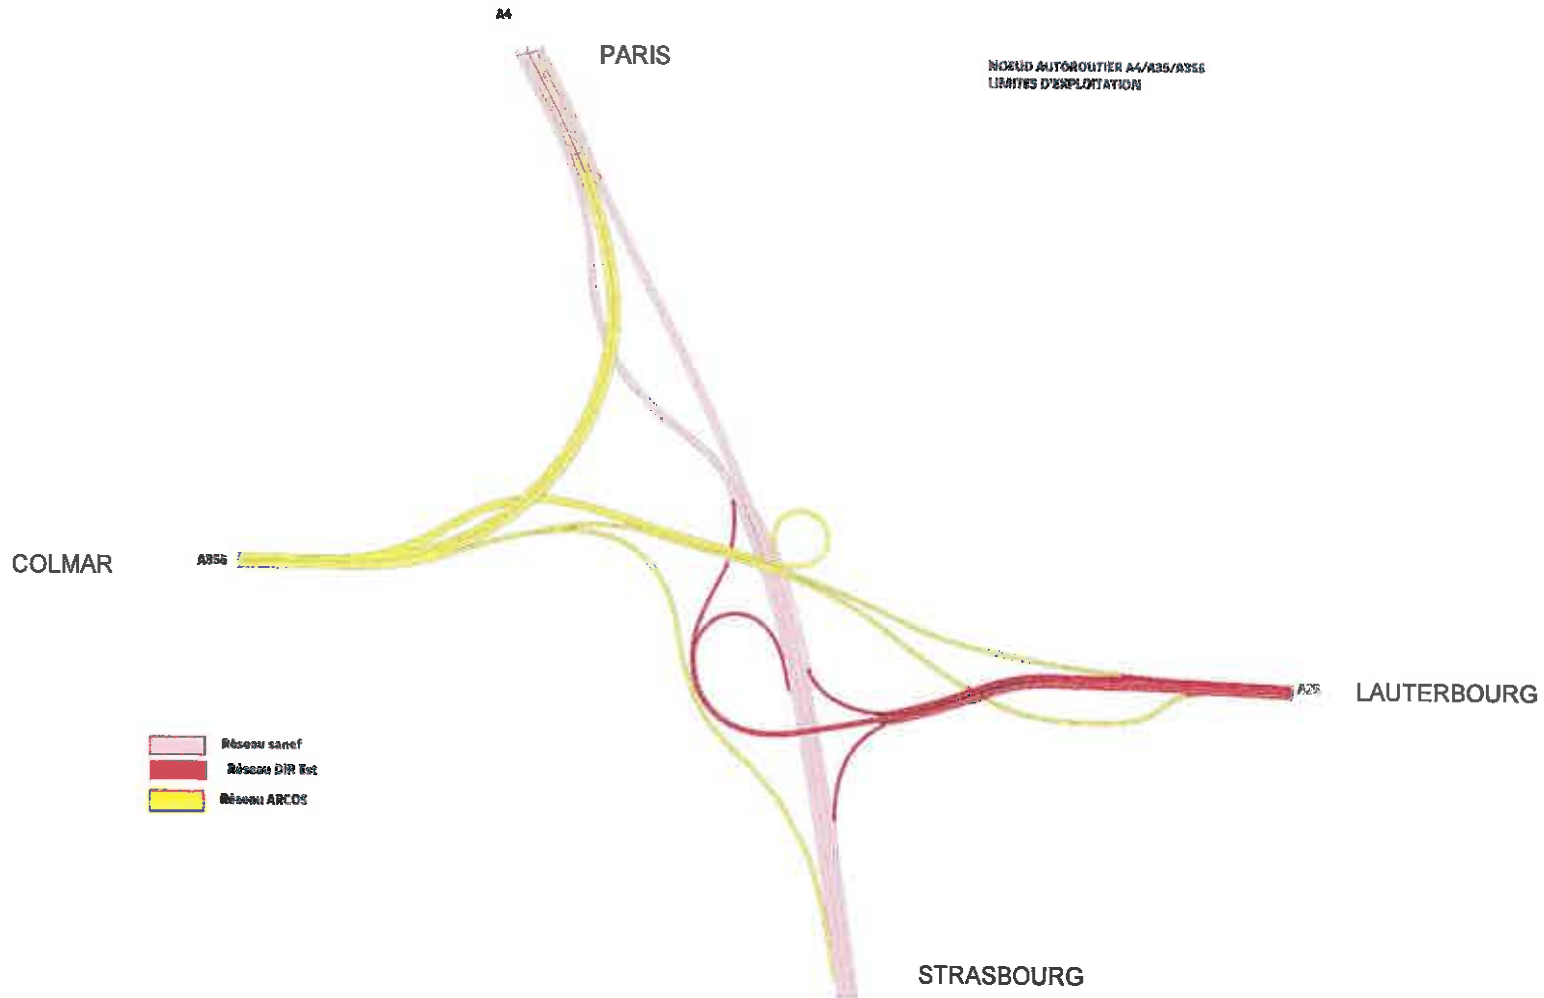 A4
PARIS
NOEUD AUTOROUTIER A4/A35/A355
LIMITES D'EXPLOITATION
COLMAR
A355
LAUTERBOURG
Réseau sanef
Réseau DIR Est
Réseau ARCOS
STRASBOURG